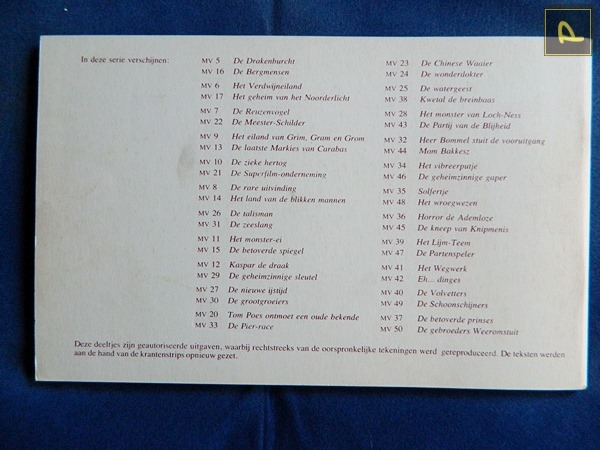 In deze serie verschijnen:
MV 5 De Drakenburcht
MV 16 De Bergmensen
MV 6 Het Verdwijneiland
MV 17 Het geheim van het Noorderlicht
MV 7 De Reuzenvogel
MV 22 De Meester-Schilder
MV 9 Het eiland van Grim, Gram en Grom
MV 13 De laatste Markies van Carabas
MV 10 De zieke hertog
MV 21 De Superfilm-onderneming
MV 8 De rare uitvinding
MV 14 Het land van de blikken mannen
MV 26 De talisman
MV 31 De zeeslang
MV 11 Het monster-ei
MV 15 De betoverde spiegel
MV 12 Kaspar de draak
MV 29 De geheimzinnige sleutel
MV 27 De nieuwe ijstijd
MV 30 De grootgroeiers
MV 20 Tom Poes ontmoet een oude bekende
MV 33 De Pier-race
MV 23 De Chinese Waaier
MV 24 De wonderdokter
MV 25 De watergeest
MV 38 Kwetal de breinbaas
MV 28 Het monster van Loch-Ness
MV 43 De Partij van de Blijheid
MV 32 Heer Bommel stuit de vooruitgang
MV 44 Mom Bakkesz
MV 34 Het vibreerputje
MV 46 De geheimzinnige gaper
MV 35 Solfertje
MV 48 Het wroegwezen
MV 36 Horror de Ademloze
MV 45 De kneep van Knipmenis
MV 39 Het Lijm-Teem
MV 47 De Partenspeler
MV 41 Het Wegwerk
MV 42 Eh... dinges
MV 40 De Volvetters
MV 49 De Schoonschijners
MV 37 De betoverde prinses
MV 50 De gebroeders Weeromstuit
Deze deeltjes zijn geautoriseerde uitgaven, waarbij rechtstreeks van de oorspronkelijke tekeningen werd gereproduceerd. De teksten werden
aan de hand van de krantenstrips opnieuw gezet.